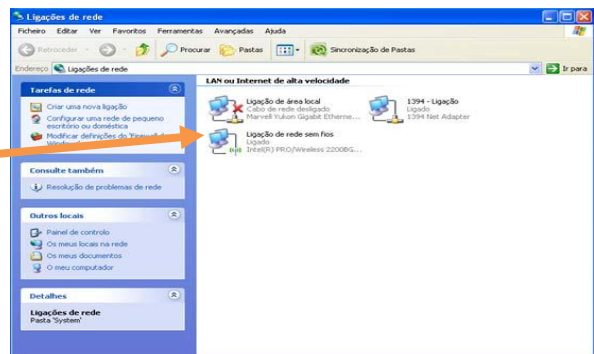 Ligações de rede
Ficheiro Editar Ver Favoritos Ferramentas Avançadas Ajuda
Retroceder Procurar Pastas Sincronização de Pastas
Endereço Ligações de rede Ir para
Tarefas de rede
Criar uma nova ligação
Configurar uma rede de pequeno
escritório ou doméstica
Modificar definições do 'Firewall do
Windows'
Consulte também
Resolução de problemas de rede
Outros locais
Painel de controlo
Os meus locais na rede
Os meus documentos
O meu computador
Detalhes
Ligações de rede
Pasta 'System'
LAN ou Internet de alta velocidade
Ligação de área local
Cabo de rede desligado
Marvell Yukon Gigabit Etherne...
1394 - Ligação
Ligado
1394 Net Adapter
Ligação de rede sem fios
Ligado
Intel(R) PRO/Wireless 2200BG...